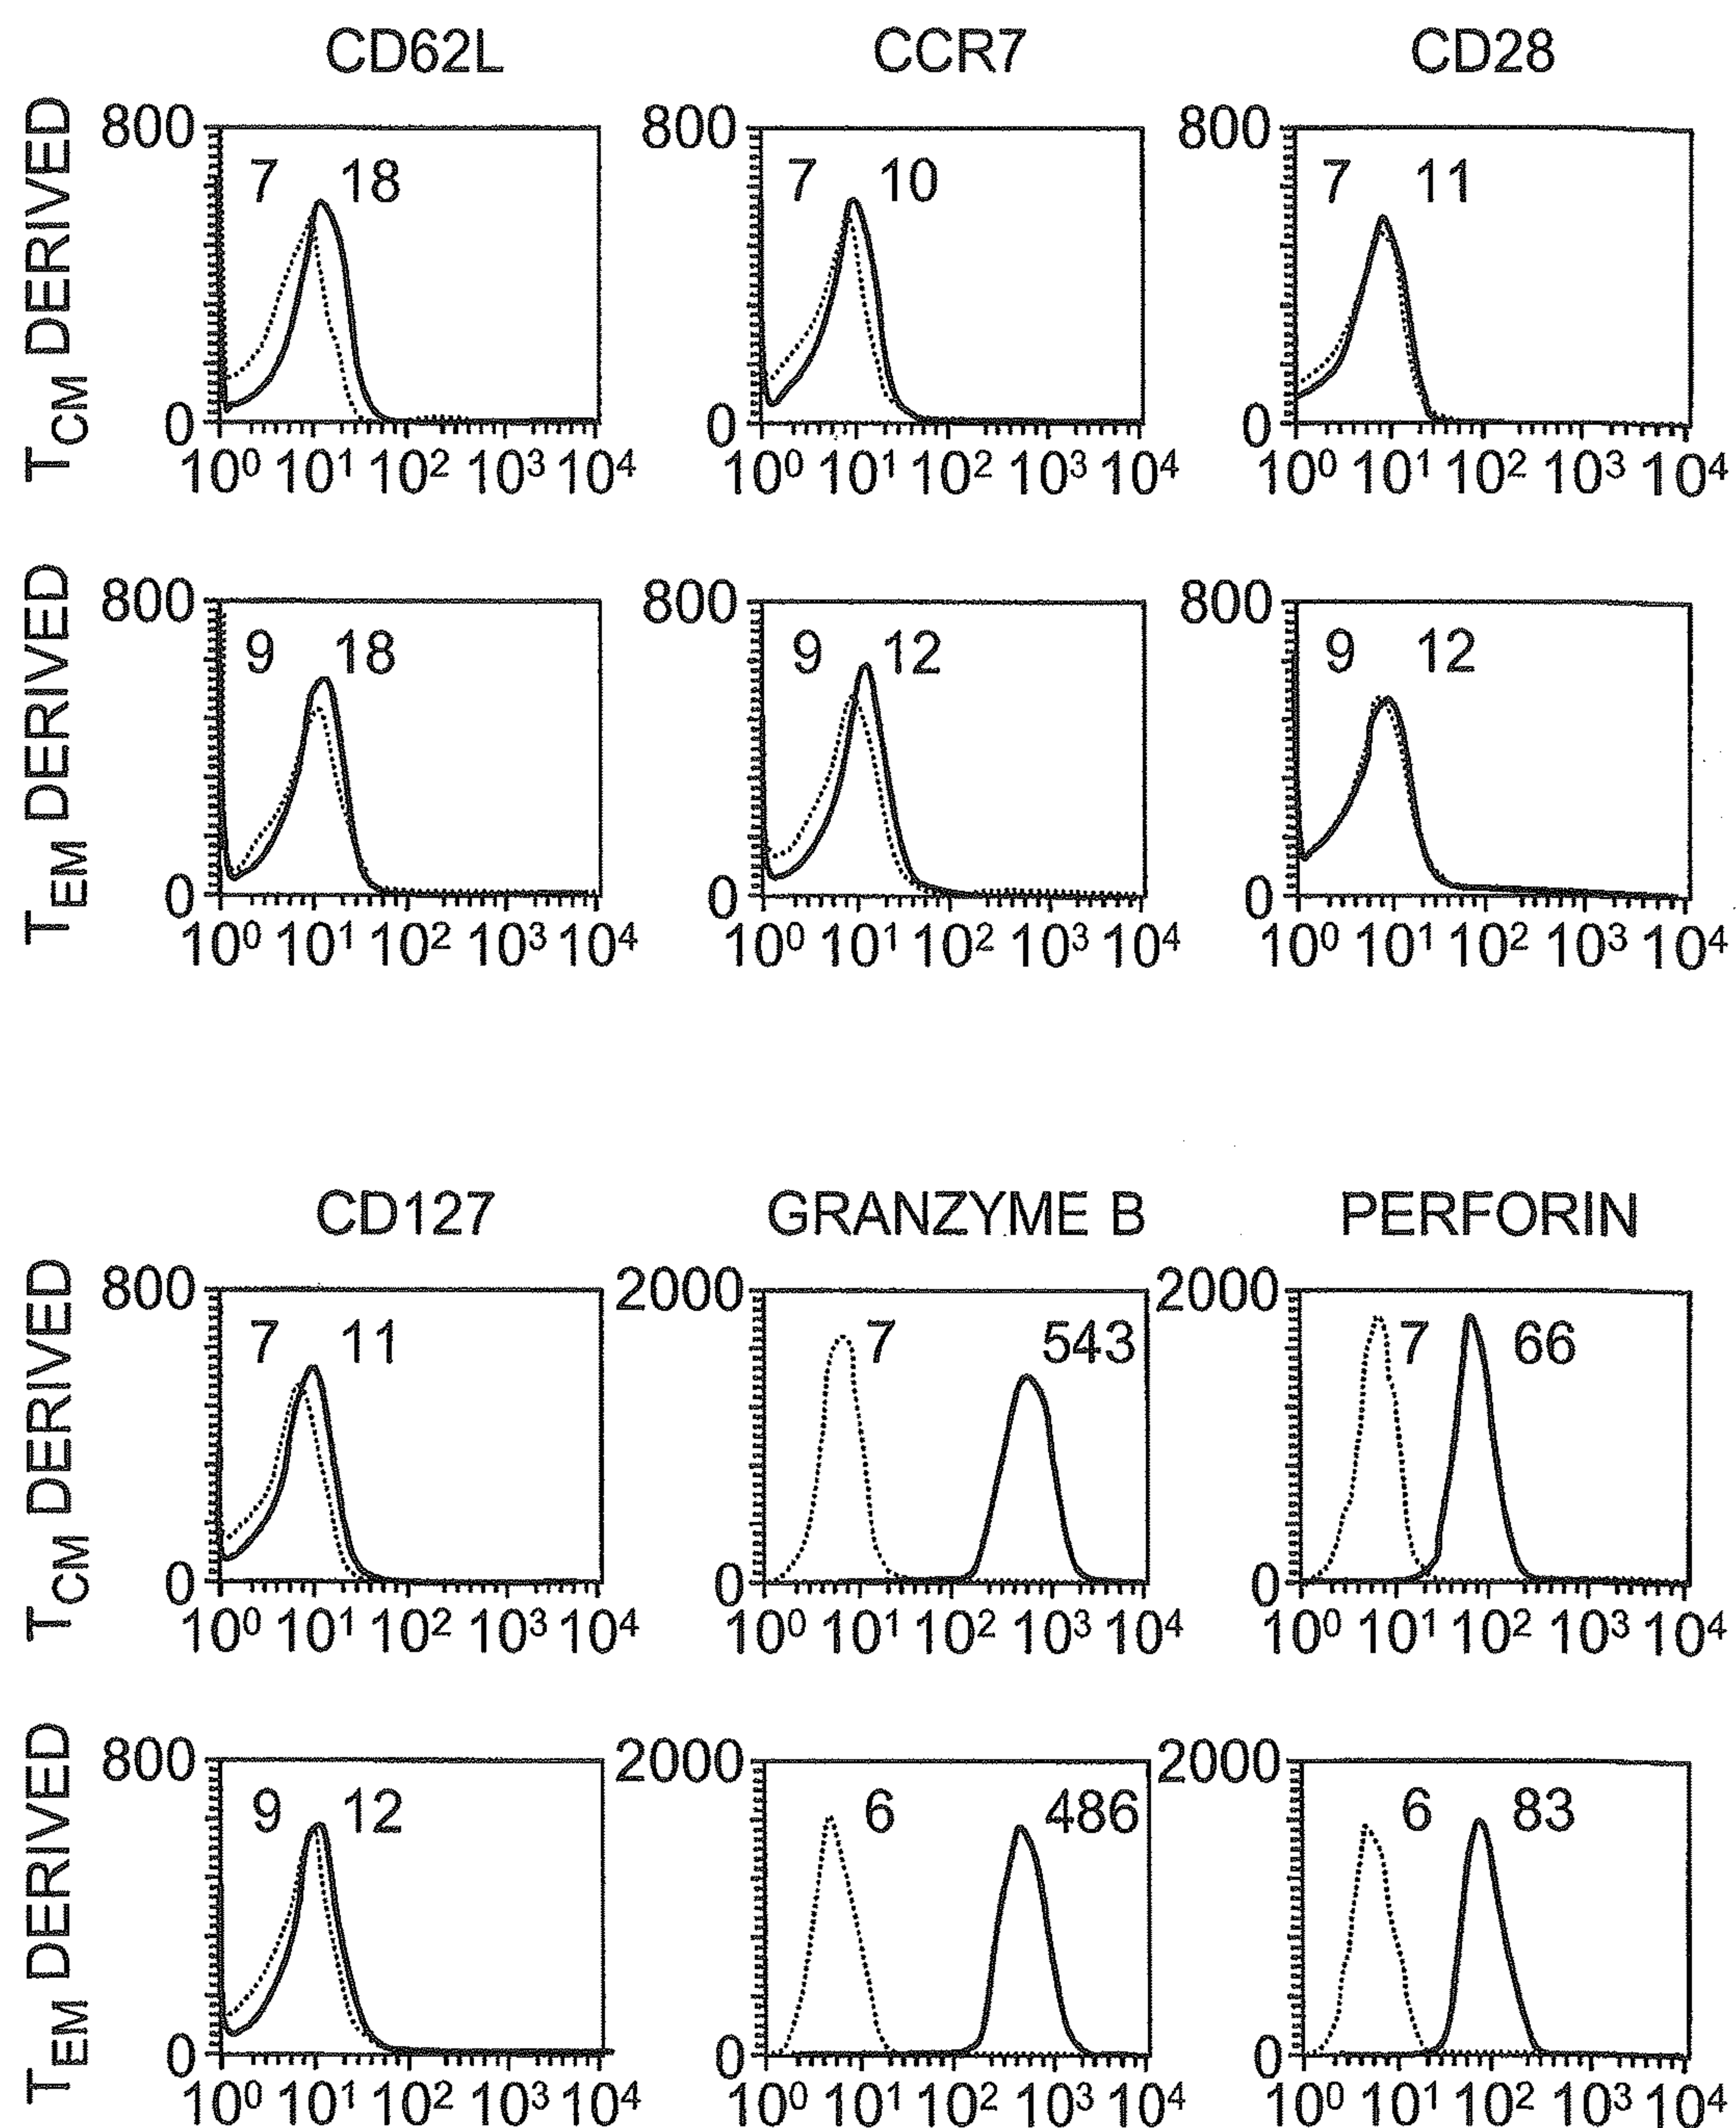 CD62L CCR7 CD28
T_CM DERIVED
800 800 800
7 18 7 10 7 11
0 0 0
10⁰ 10¹ 10² 10³ 10⁴ 10⁰ 10¹ 10² 10³ 10⁴ 10⁰ 10¹ 10² 10³ 10⁴
T_EM DERIVED
800 800 800
9 18 9 12 9 12
0 0 0
10⁰ 10¹ 10² 10³ 10⁴ 10⁰ 10¹ 10² 10³ 10⁴ 10⁰ 10¹ 10² 10³ 10⁴
CD127 GRANZYME B PERFORIN
T_CM DERIVED
800 2000 2000
7 11 7 543 7 66
0 0 0
10⁰ 10¹ 10² 10³ 10⁴ 10⁰ 10¹ 10² 10³ 10⁴ 10⁰ 10¹ 10² 10³ 10⁴
T_EM DERIVED
800 2000 2000
9 12 6 486 6 83
0 0 0
10⁰ 10¹ 10² 10³ 10⁴ 10⁰ 10¹ 10² 10³ 10⁴ 10⁰ 10¹ 10² 10³ 10⁴